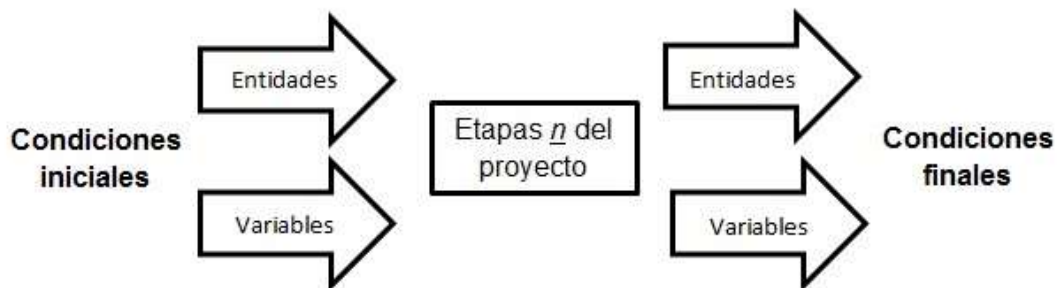 Condiciones
iniciales
Entidades
Variables
Etapas n del
proyecto
Entidades
Variables
Condiciones
finales